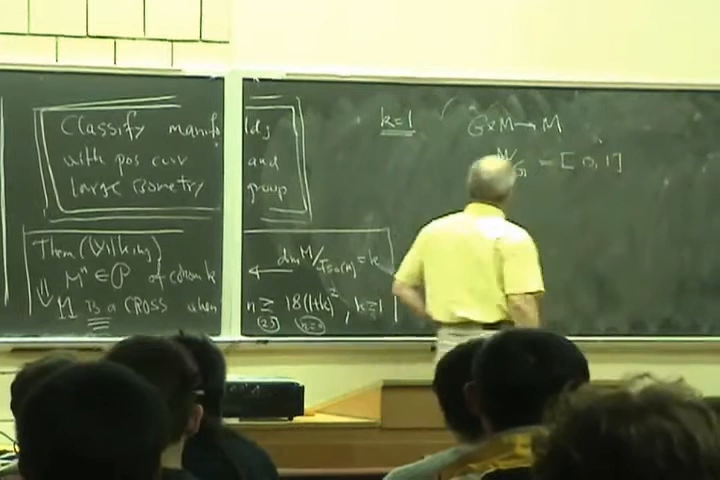 Classify manifolds
with pos curv and
large isometry group
Thm (Wilking)
M^n ∈ P of cohom k
dim M/Iso(M) = k
⇓ M is a CROSS when
n ≥ 18(1+k)^2, k ≥ 1
k=1
G×M → M
M/G = [0,1]